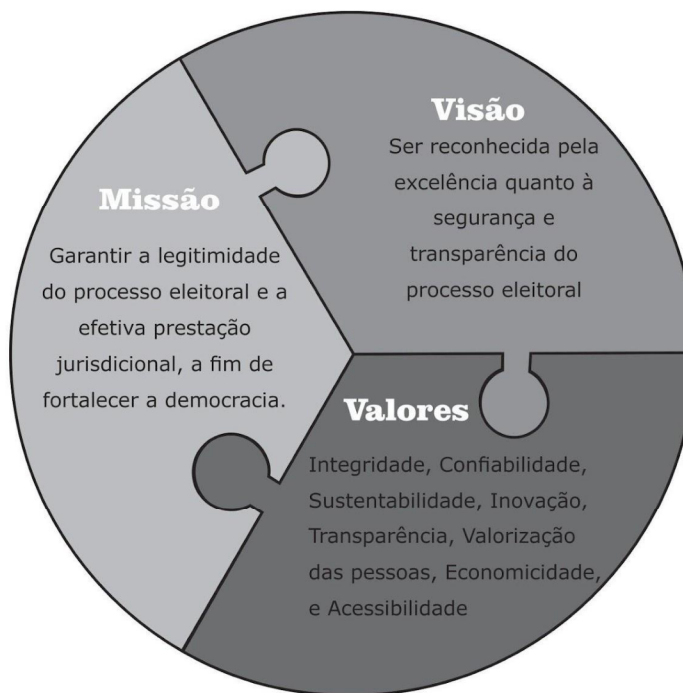 Visão
Ser reconhecida pela
excelência quanto à
segurança e
transparência do
processo eleitoral
Missão
Garantir a legitimidade
do processo eleitoral e a
efetiva prestação
jurisdicional, a fim de
fortalecer a democracia.
Valores
Integridade, Confiabilidade,
Sustentabilidade, Inovação,
Transparência, Valorização
das pessoas, Economicidade,
e Acessibilidade